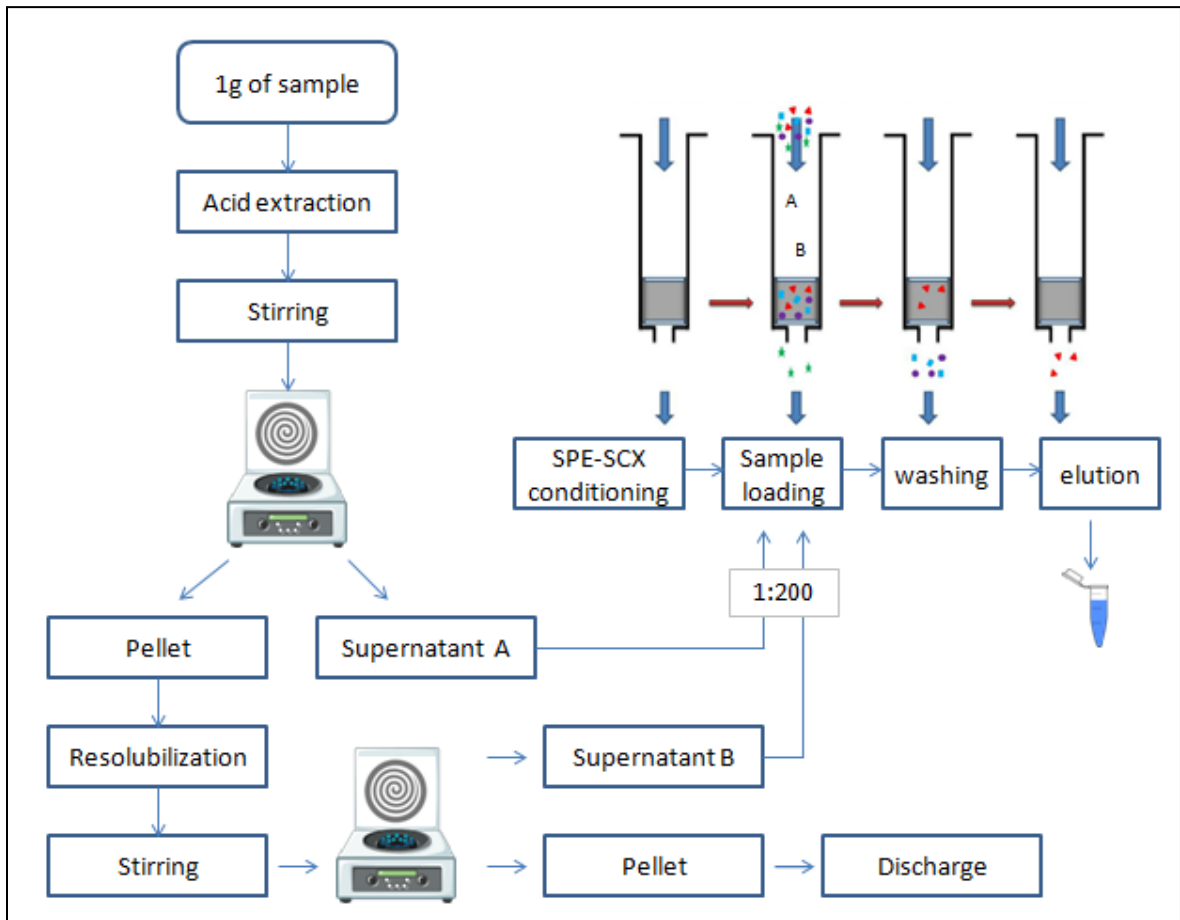 1g of sample
Acid extraction
Stirring
A
B
SPE-SCX
conditioning
Sample
loading
washing
elution
1:200
Pellet
Supernatant A
Resolubilization
Supernatant B
Stirring
Pellet
Discharge